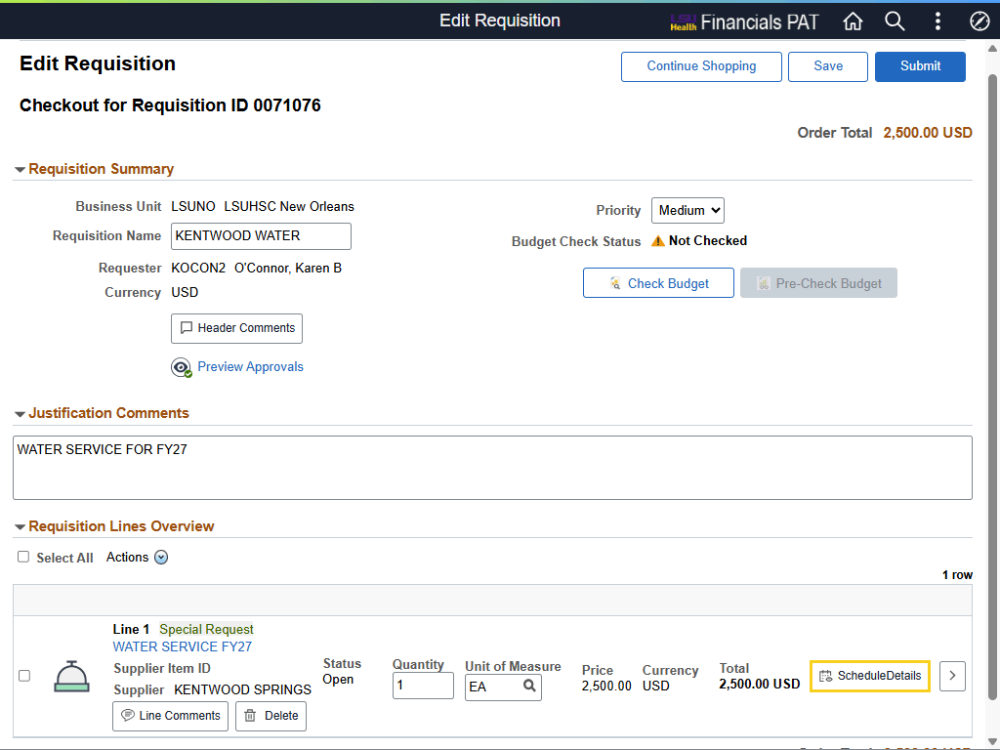 Edit Requisition
LSU Health Financials PAT
Edit Requisition
Continue Shopping
Save
Submit
Checkout for Requisition ID 0071076
Order Total 2,500.00 USD
Requisition Summary
Business Unit LSUNO LSUHSC New Orleans
Priority Medium
Requisition Name KENTWOOD WATER
Budget Check Status Not Checked
Requester KOCON2 O'Connor, Karen B
Check Budget
Pre-Check Budget
Currency USD
Header Comments
Preview Approvals
Justification Comments
WATER SERVICE FOR FY27
Requisition Lines Overview
Select All Actions
1 row
Line 1 Special Request
WATER SERVICE FY27
Supplier Item ID
Supplier KENTWOOD SPRINGS
Line Comments
Delete
Status
Open
Quantity
1
Unit of Measure
EA
Price
2,500.00
Currency
USD
Total
2,500.00 USD
ScheduleDetails